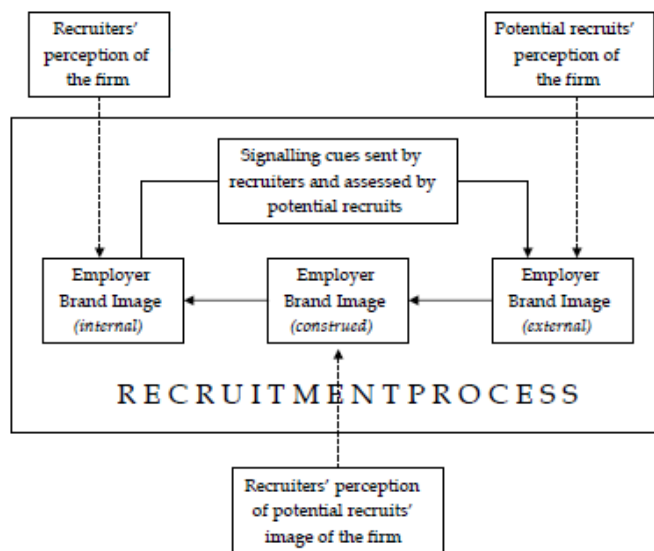 Recruiters'
perception of
the firm
Potential recruits'
perception of
the firm
Signalling cues sent by
recruiters and assessed by
potential recruits
Employer
Brand Image
(internal)
Employer
Brand Image
(construed)
Employer
Brand Image
(external)
RECRUITMENTPROCESS
Recruiters' perception
of potential recruits'
image of the firm